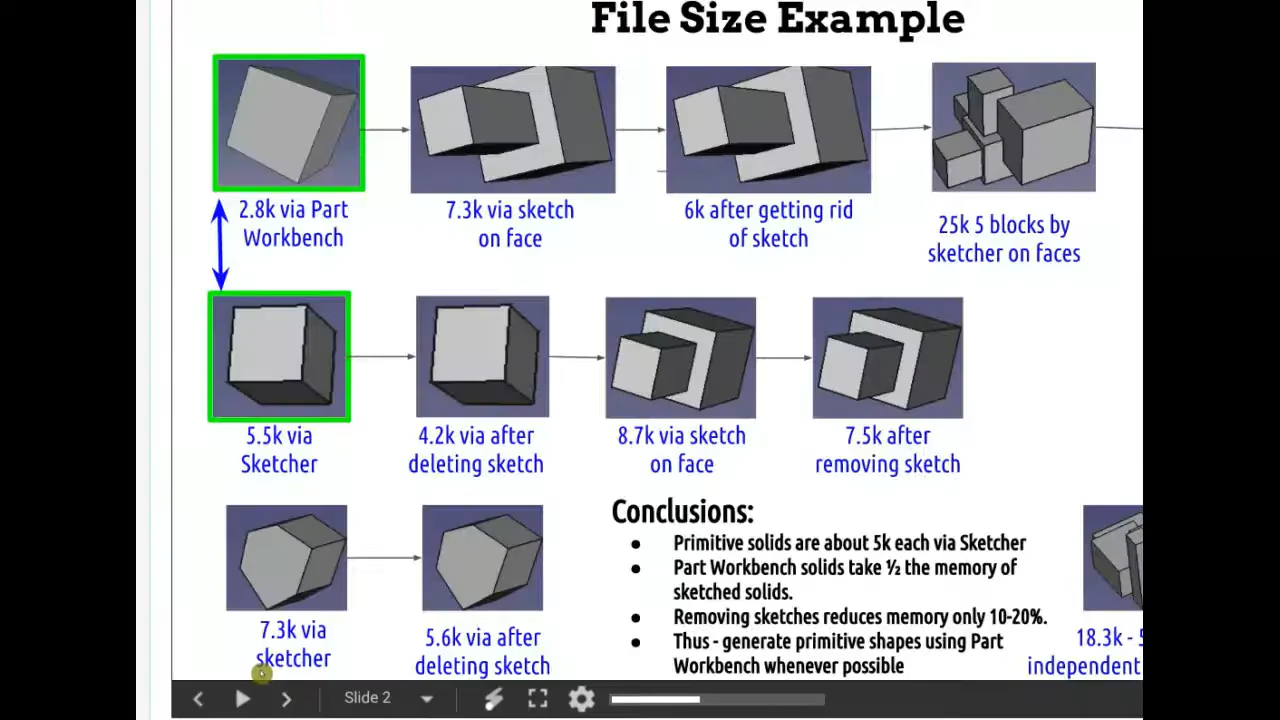 File Size Example
2.8k via Part
Workbench
7.3k via sketch
on face
6k after getting rid
of sketch
25k 5 blocks by
sketcher on faces
5.5k via
Sketcher
4.2k via after
deleting sketch
8.7k via sketch
on face
7.5k after
removing sketch
7.3k via
sketcher
5.6k via after
deleting sketch
Conclusions:
Primitive solids are about 5k each via Sketcher
Part Workbench solids take ½ the memory of
sketched solids.
Removing sketches reduces memory only 10-20%.
Thus - generate primitive shapes using Part
Workbench whenever possible
18.3k - 5
independent
Slide 2